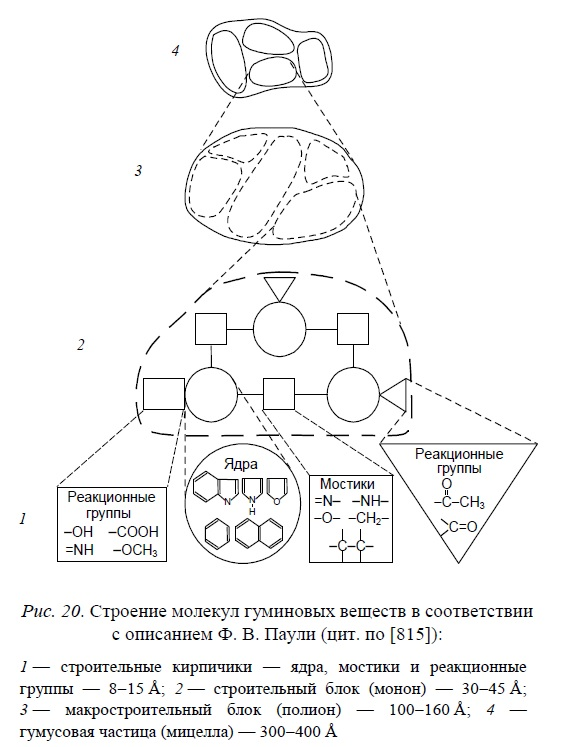 4
3
2
1
Реакционные
группы
–OH –COOH
=NH –OCH₃
Ядра
N
N
H
O
Мостики
=N– –NH–
–O– –CH₂–
–C–C–
Реакционные
группы
O
–C–CH₃
C=O
Рис. 20. Строение молекул гуминовых веществ в соответствии
с описанием Ф. В. Паули (цит. по [815]):
1 — строительные кирпичики — ядра, мостики и реакционные
группы — 8–15 Å; 2 — строительный блок (монон) — 30–45 Å;
3 — макростроительный блок (полион) — 100–160 Å; 4 —
гумусовая частица (мицелла) — 300–400 Å